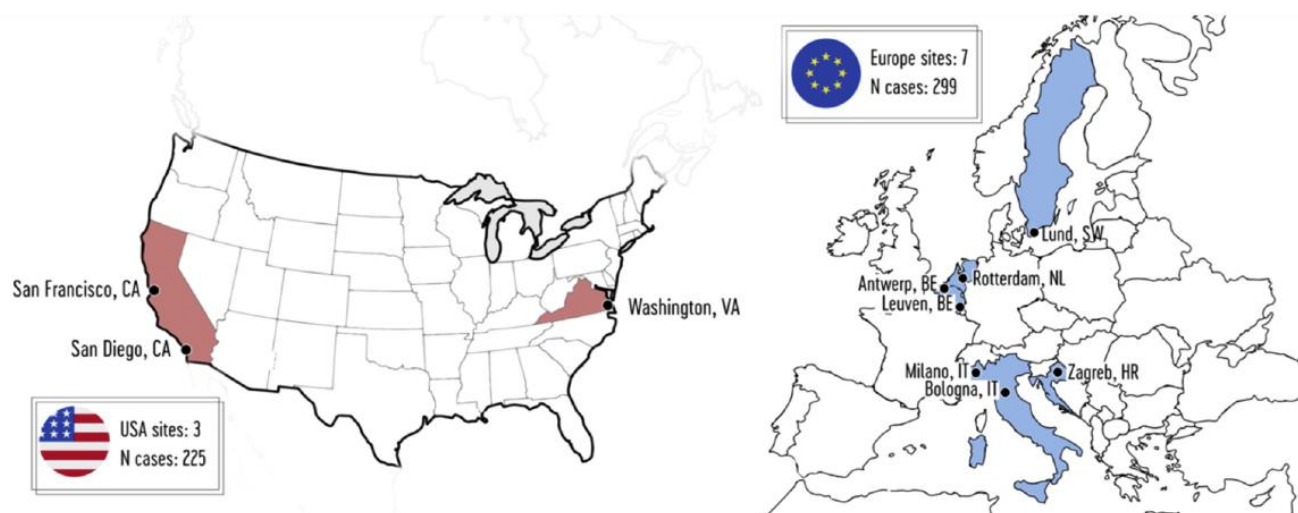 Europe sites: 7
N cases: 299
Lund, SW
Antwerp, BE
Rotterdam, NL
Leuven, BE
San Francisco, CA
Washington, VA
San Diego, CA
Milano, IT
Zagreb, HR
Bologna, IT
USA sites: 3
N cases: 225